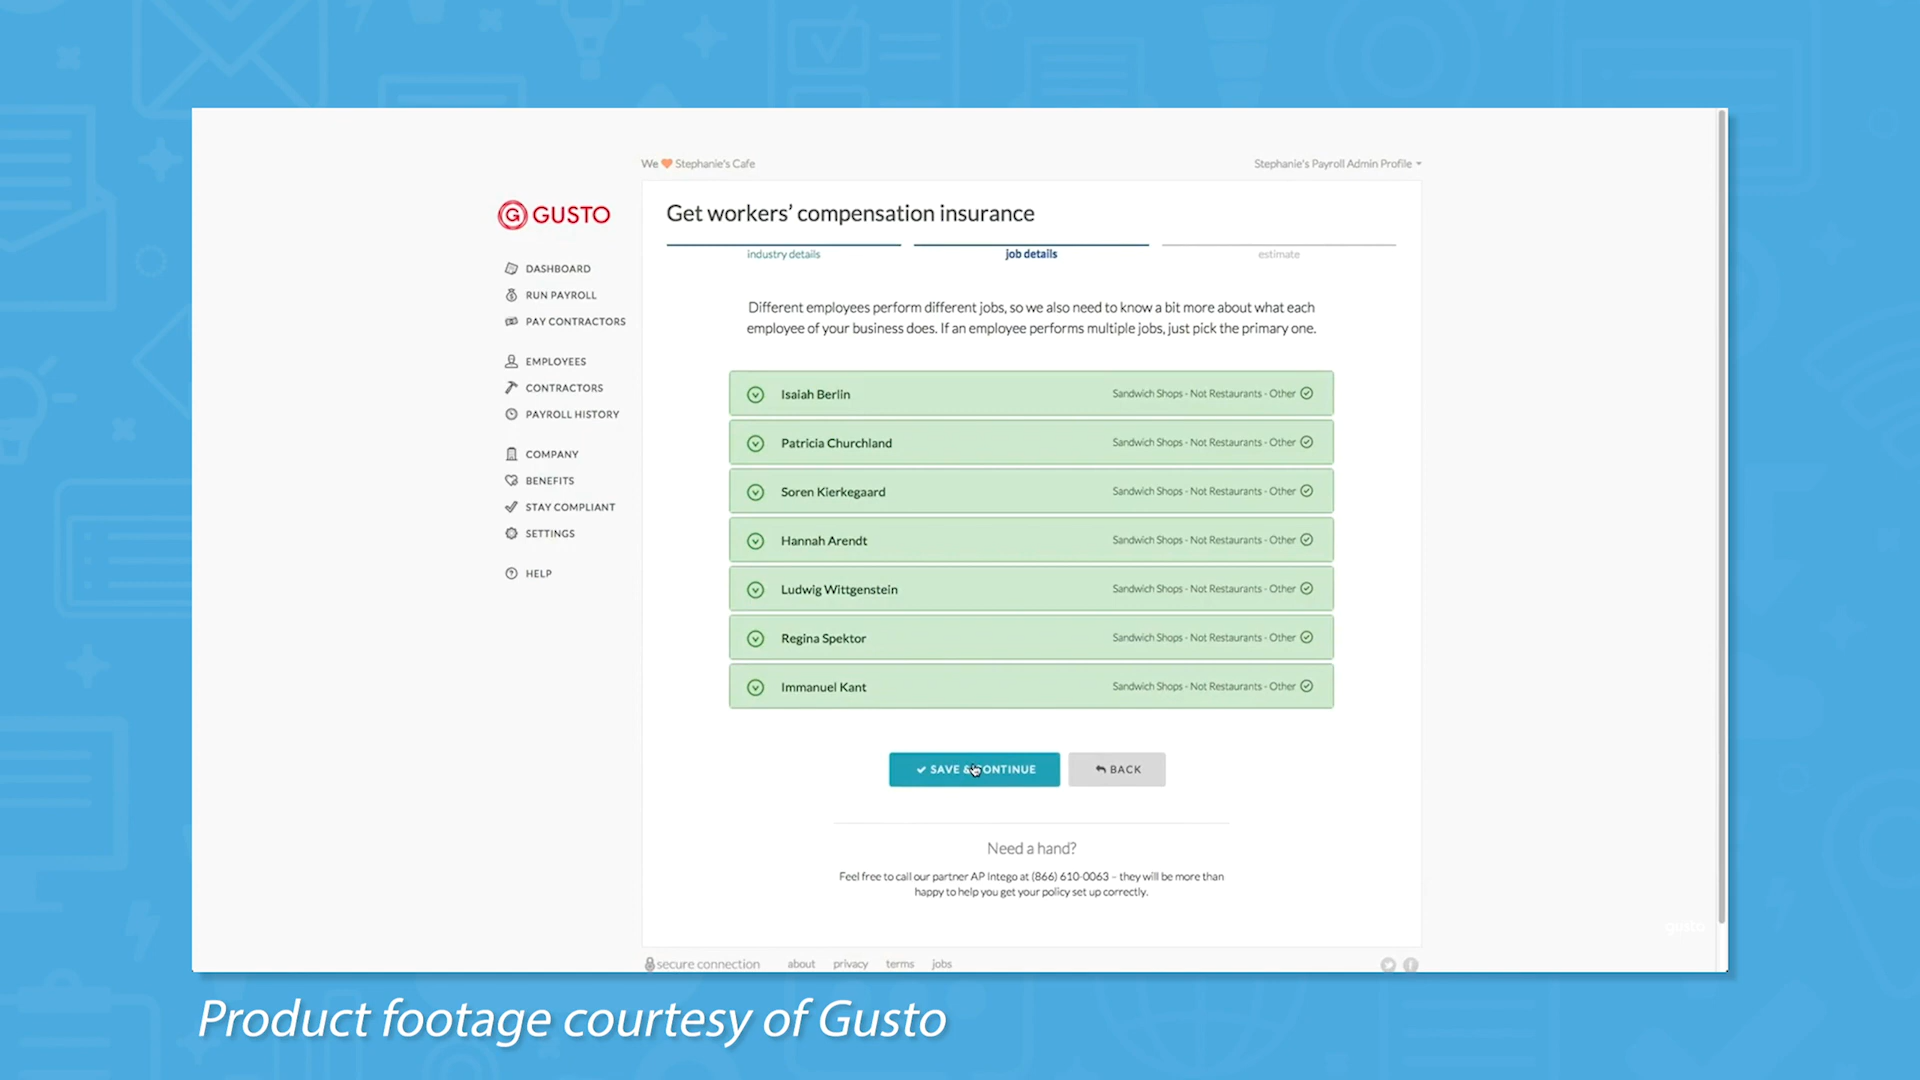 We Stephanie's Cafe
Stephanie's Payroll Admin Profile
G GUSTO
DASHBOARD
RUN PAYROLL
PAY CONTRACTORS
EMPLOYEES
CONTRACTORS
PAYROLL HISTORY
COMPANY
BENEFITS
STAY COMPLIANT
SETTINGS
HELP
Get workers' compensation insurance
industry details
job details
estimate
Different employees perform different jobs, so we also need to know a bit more about what each
employee of your business does. If an employee performs multiple jobs, just pick the primary one.
Isaiah Berlin Sandwich Shops - Not Restaurants - Other
Patricia Churchland Sandwich Shops - Not Restaurants - Other
Soren Kierkegaard Sandwich Shops - Not Restaurants - Other
Hannah Arendt Sandwich Shops - Not Restaurants - Other
Ludwig Wittgenstein Sandwich Shops - Not Restaurants - Other
Regina Spektor Sandwich Shops - Not Restaurants - Other
Immanuel Kant Sandwich Shops - Not Restaurants - Other
SAVE & CONTINUE
BACK
Need a hand?
Feel free to call our partner AP Intego at (866) 610-0063 – they will be more than
happy to help you get your policy set up correctly.
gusto
secure connection about privacy terms jobs
Product footage courtesy of Gusto